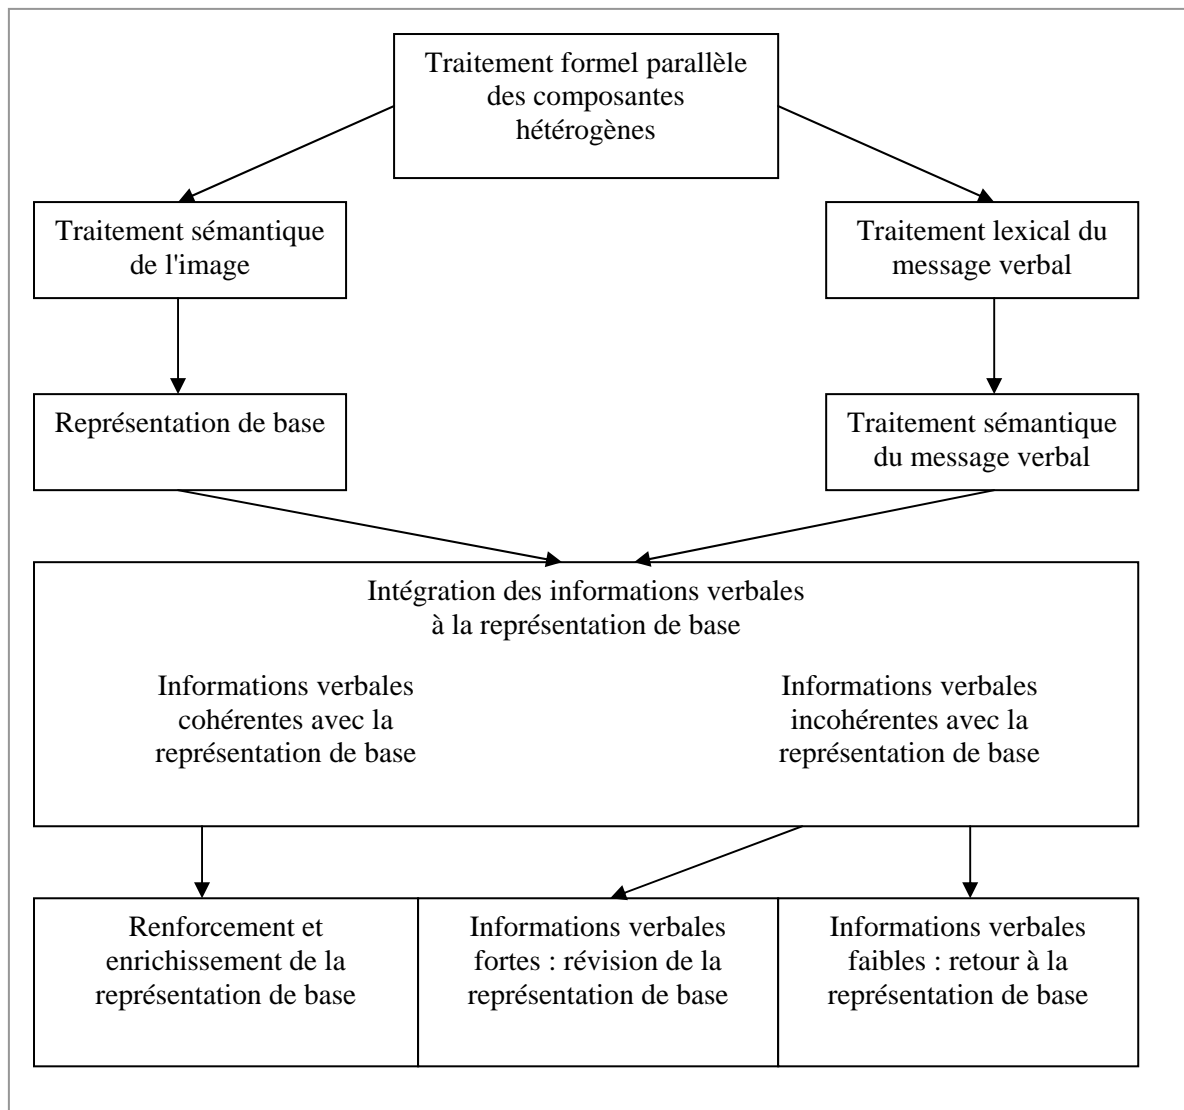 Traitement formel parallèle
des composantes
hétérogènes
Traitement sémantique
de l'image
Traitement lexical du
message verbal
Représentation de base
Traitement sémantique
du message verbal
Intégration des informations verbales
à la représentation de base
Informations verbales
cohérentes avec la
représentation de base
Informations verbales
incohérentes avec la
représentation de base
Renforcement et
enrichissement de la
représentation de base
Informations verbales
fortes : révision de la
représentation de base
Informations verbales
faibles : retour à la
représentation de base